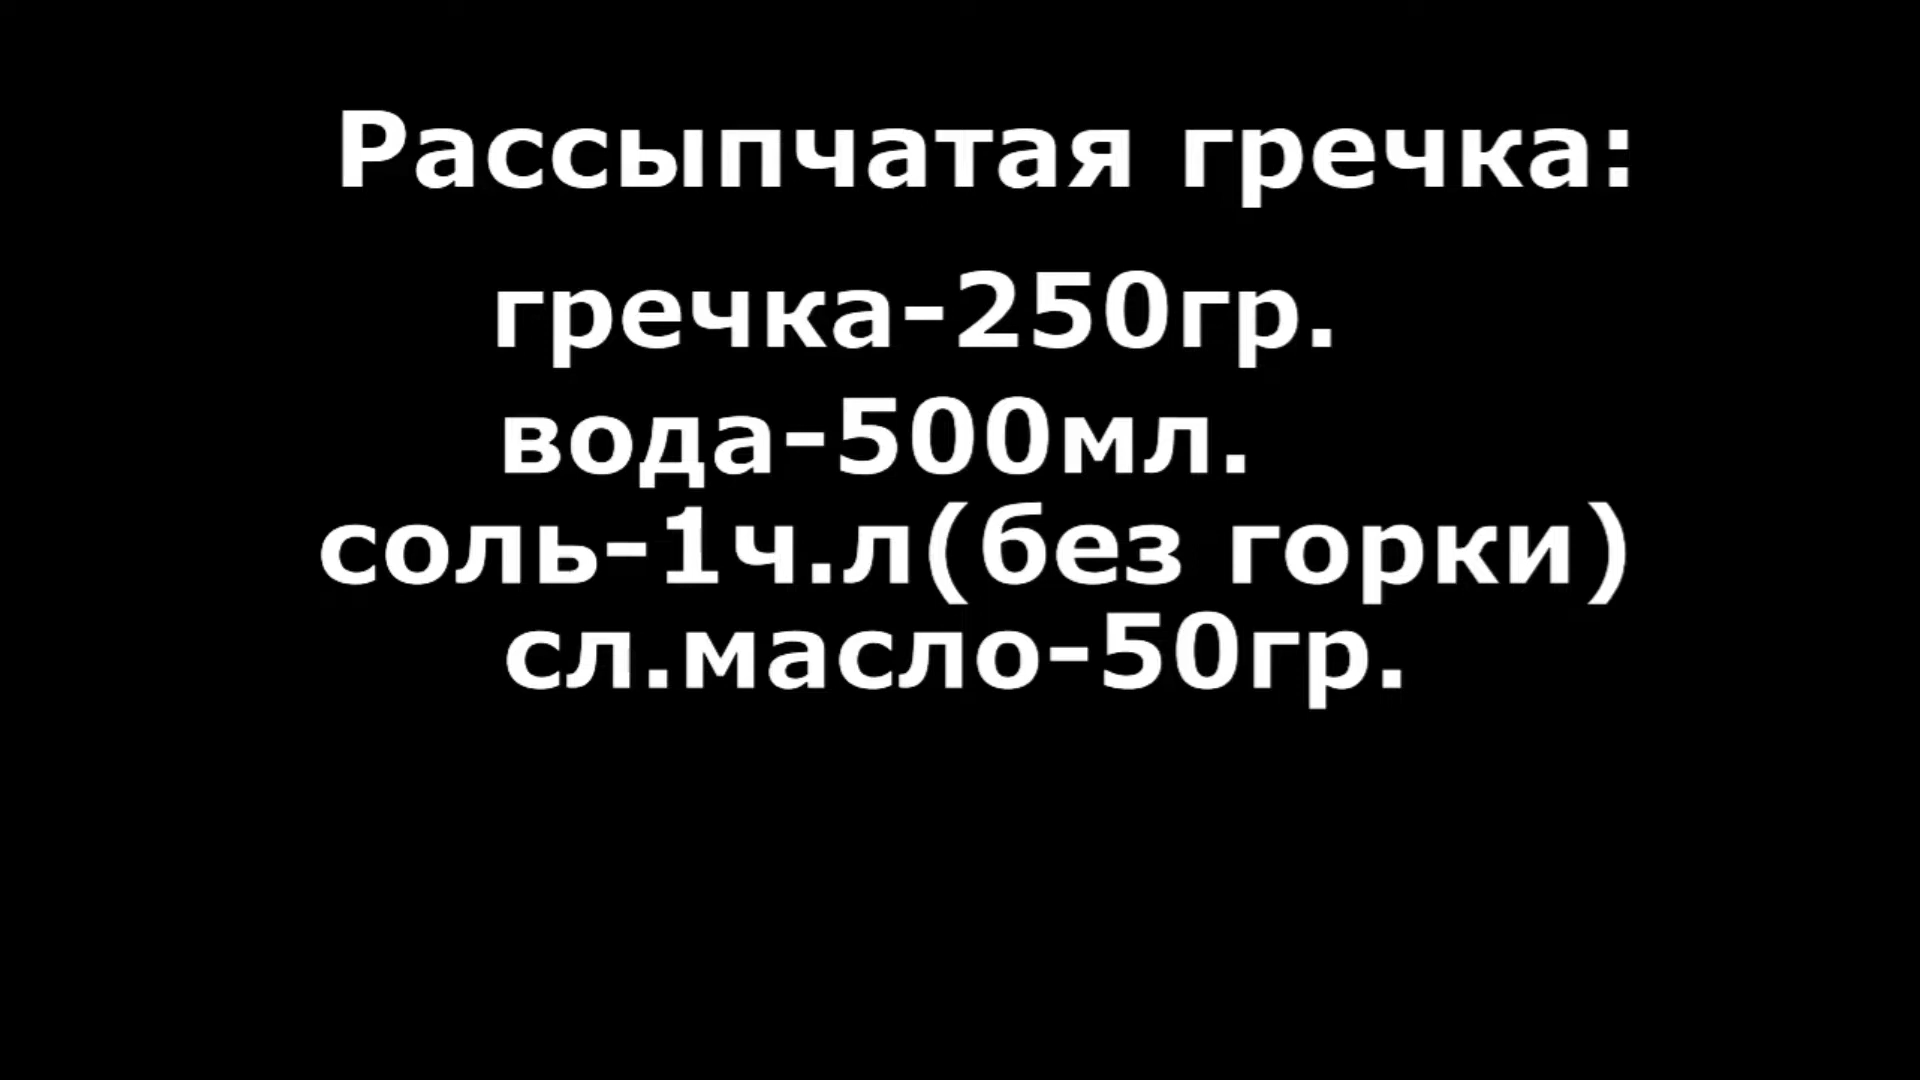 Рассыпчатая гречка:
гречка-250гр.
вода-500мл.
соль-1ч.л(без горки)
сл.масло-50гр.